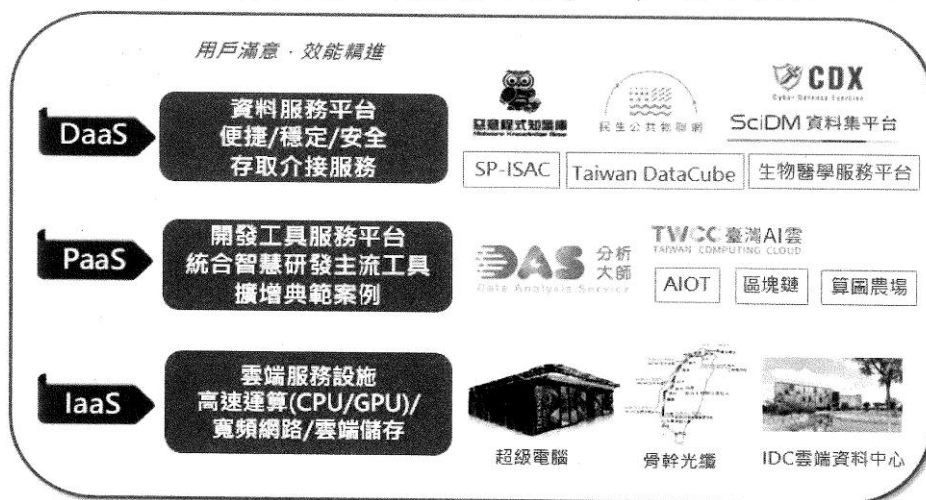 用戶滿意．效能精進
DaaS
資料服務平台
便捷/穩定/安全
存取介接服務
惡意程式知識庫
Malware Knowledge Base
民生公共物聯網
CDX
Cyber Defense Exercise
SciDM 資料集平台
SP-ISAC
Taiwan DataCube
生物醫學服務平台
PaaS
開發工具服務平台
統合智慧研發主流工具
擴增典範案例
DAS 分析大師
Data Analysis Service
TWCC 臺灣AI雲
TAIWAN COMPUTING CLOUD
AIOT
區塊鏈
算圖農場
IaaS
雲端服務設施
高速運算(CPU/GPU)/
寬頻網路/雲端儲存
超級電腦
骨幹光纖
IDC雲端資料中心